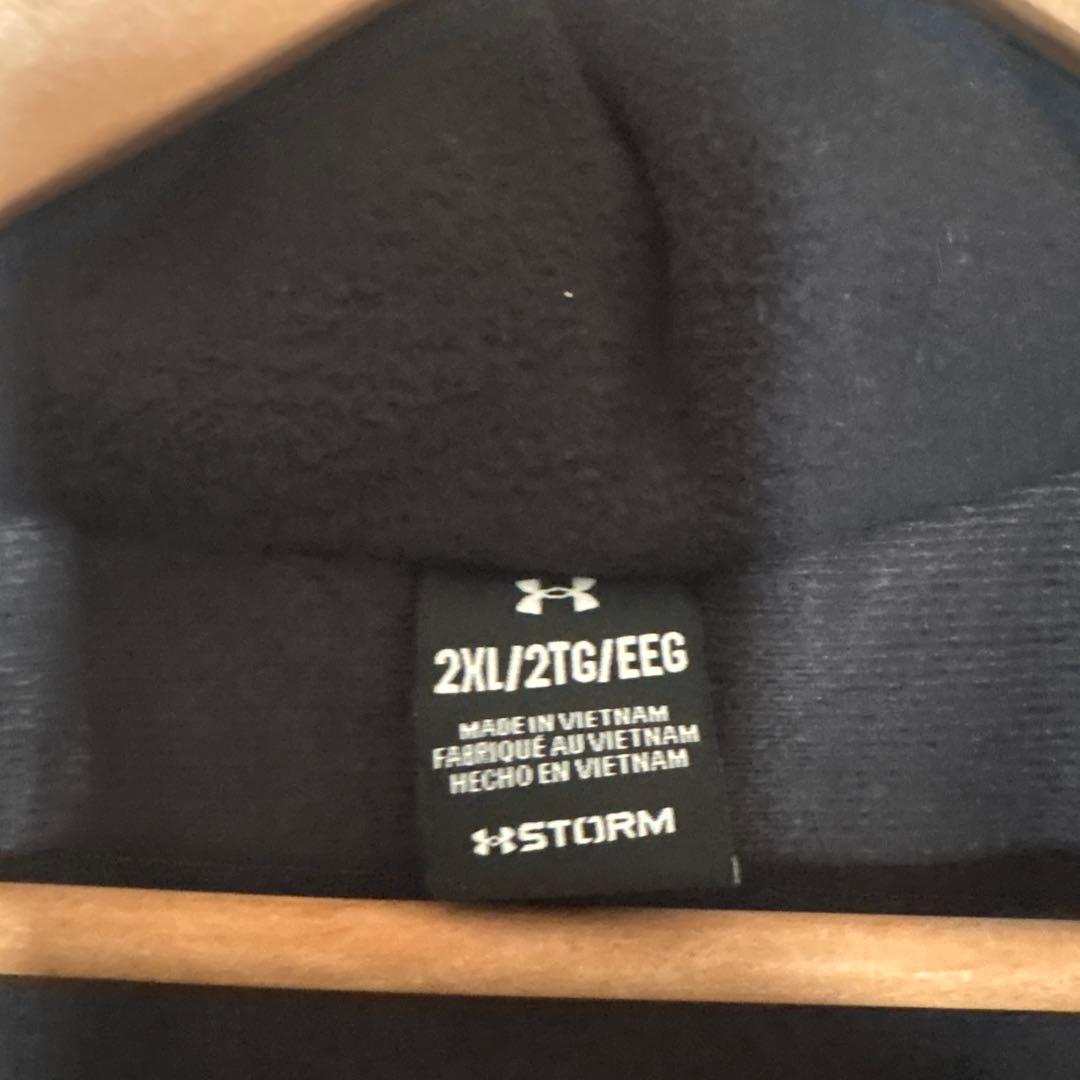 2XL/2TG/EEG
MADE IN VIETNAM
FABRIQUÉ AU VIETNAM
HECHO EN VIETNAM
STORM